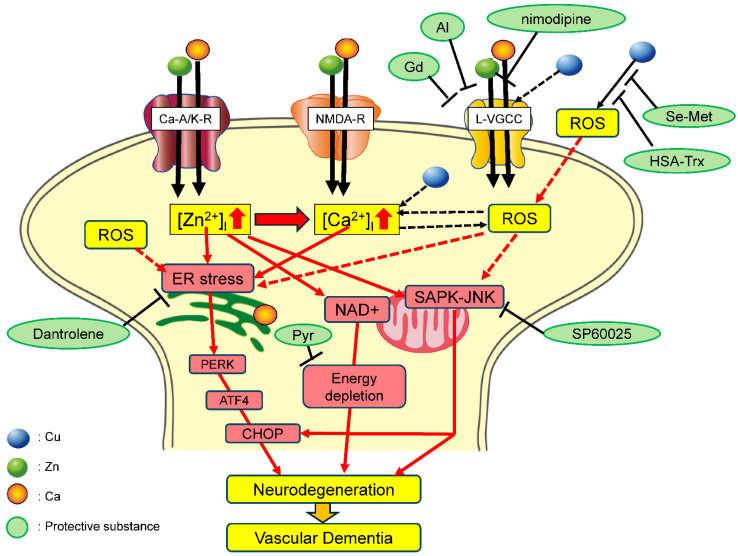 nimodipine
Al
Gd
Ca-A/K-R
NMDA-R
L-VGCC
ROS
Se-Met
HSA-Trx
[Zn²⁺]I
[Ca²⁺]I
ROS
ROS
ER stress
NAD+
SAPK-JNK
Dantrolene
Pyr
SP60025
PERK
Energy
depletion
ATF4
CHOP
: Cu
: Zn
: Ca
: Protective substance
Neurodegeneration
Vascular Dementia